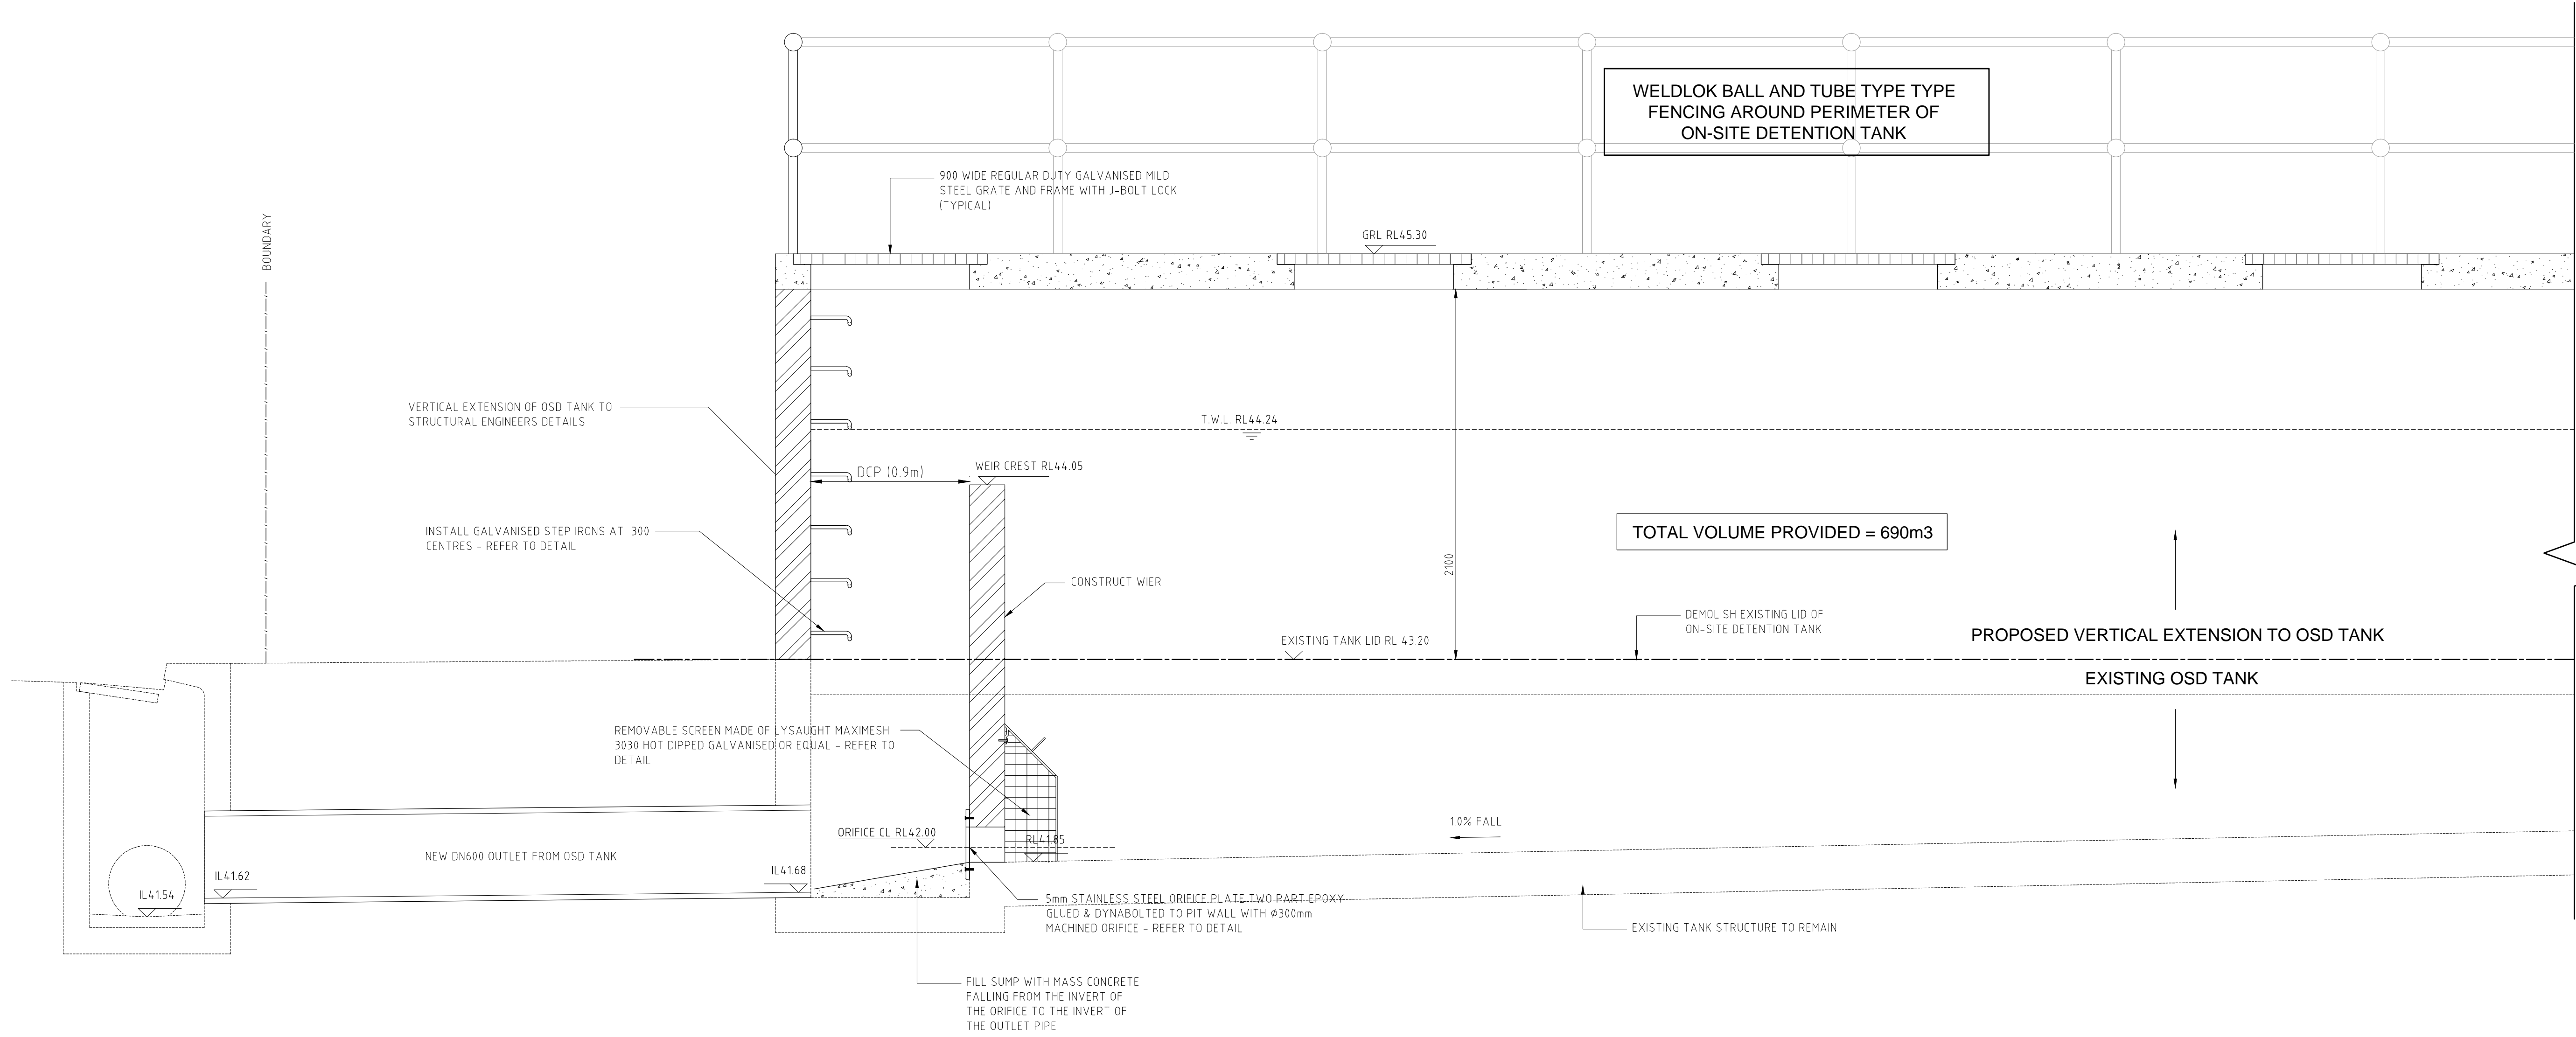 WELDLOK BALL AND TUBE TYPE TYPE
FENCING AROUND PERIMETER OF
ON-SITE DETENTION TANK
900 WIDE REGULAR DUTY GALVANISED MILD
STEEL GRATE AND FRAME WITH J-BOLT LOCK
(TYPICAL)
BOUNDARY
GRL RL45.30
VERTICAL EXTENSION OF OSD TANK TO
STRUCTURAL ENGINEERS DETAILS
T.W.L. RL44.24
DCP (0.9m)
WEIR CREST RL44.05
INSTALL GALVANISED STEP IRONS AT 300
CENTRES - REFER TO DETAIL
TOTAL VOLUME PROVIDED = 690m3
2100
CONSTRUCT WIER
DEMOLISH EXISTING LID OF
ON-SITE DETENTION TANK
EXISTING TANK LID RL 43.20
PROPOSED VERTICAL EXTENSION TO OSD TANK
EXISTING OSD TANK
REMOVABLE SCREEN MADE OF LYSAUGHT MAXIMESH
3030 HOT DIPPED GALVANISED OR EQUAL - REFER TO
DETAIL
1.0% FALL
ORIFICE CL RL42.00
RL41.85
NEW DN600 OUTLET FROM OSD TANK
IL41.68
IL41.62
IL41.54
5mm STAINLESS STEEL ORIFICE PLATE TWO PART EPOXY
GLUED & DYNABOLTED TO PIT WALL WITH Ø300mm
MACHINED ORIFICE - REFER TO DETAIL
EXISTING TANK STRUCTURE TO REMAIN
FILL SUMP WITH MASS CONCRETE
FALLING FROM THE INVERT OF
THE ORIFICE TO THE INVERT OF
THE OUTLET PIPE